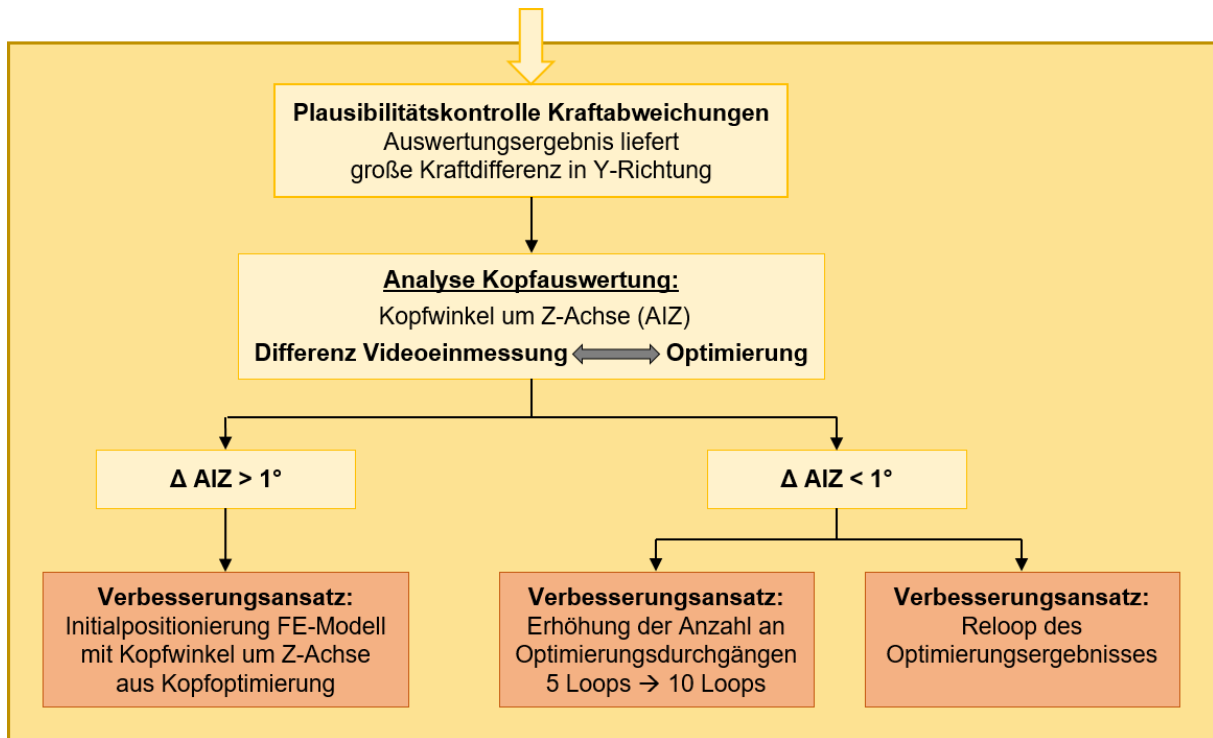 Plausibilitätskontrolle Kraftabweichungen
Auswertungsergebnis liefert
große Kraftdifferenz in Y-Richtung
Analyse Kopfauswertung:
Kopfwinkel um Z-Achse (AIZ)
Differenz Videoeinmessung Optimierung
Δ AIZ > 1°
Δ AIZ < 1°
Verbesserungsansatz:
Initialpositionierung FE-Modell
mit Kopfwinkel um Z-Achse
aus Kopfoptimierung
Verbesserungsansatz:
Erhöhung der Anzahl an
Optimierungsdurchgängen
5 Loops → 10 Loops
Verbesserungsansatz:
Reloop des
Optimierungsergebnisses